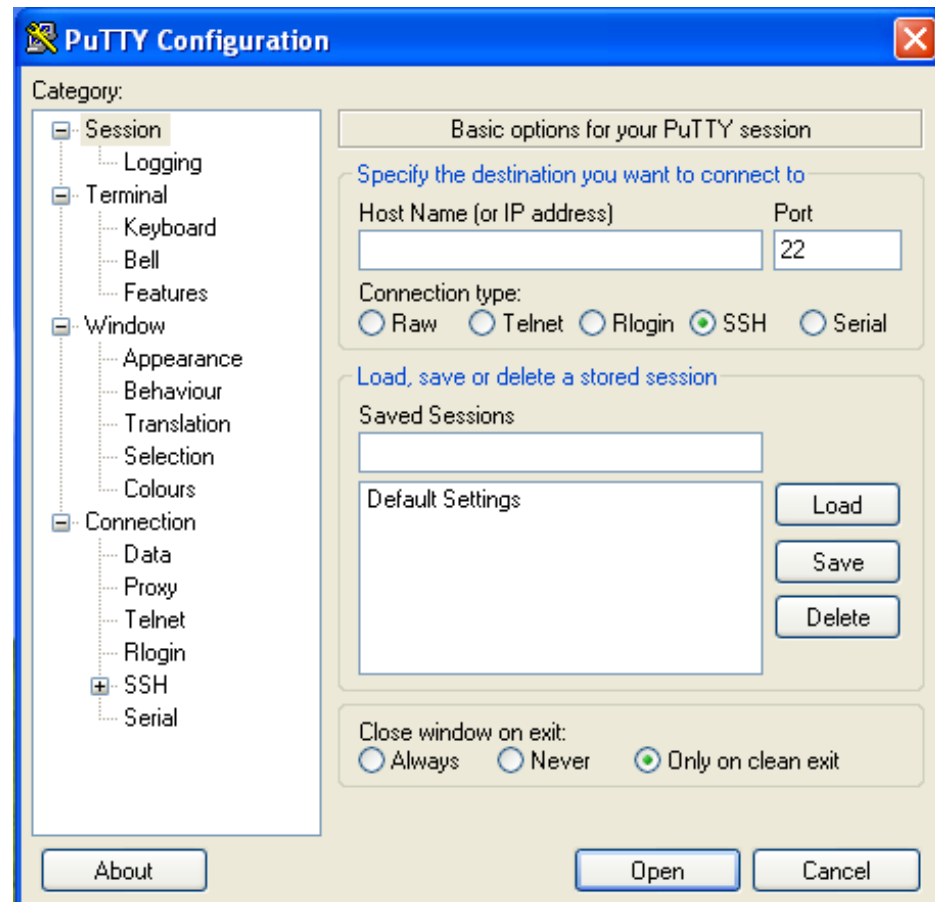 PuTTY Configuration
Category:
Session
Logging
Terminal
Keyboard
Bell
Features
Window
Appearance
Behaviour
Translation
Selection
Colours
Connection
Data
Proxy
Telnet
Rlogin
SSH
Serial
Basic options for your PuTTY session
Specify the destination you want to connect to
Host Name (or IP address) Port
22
Connection type:
Raw Telnet Rlogin SSH Serial
Load, save or delete a stored session
Saved Sessions
Default Settings
Load
Save
Delete
Close window on exit:
Always Never Only on clean exit
About Open Cancel